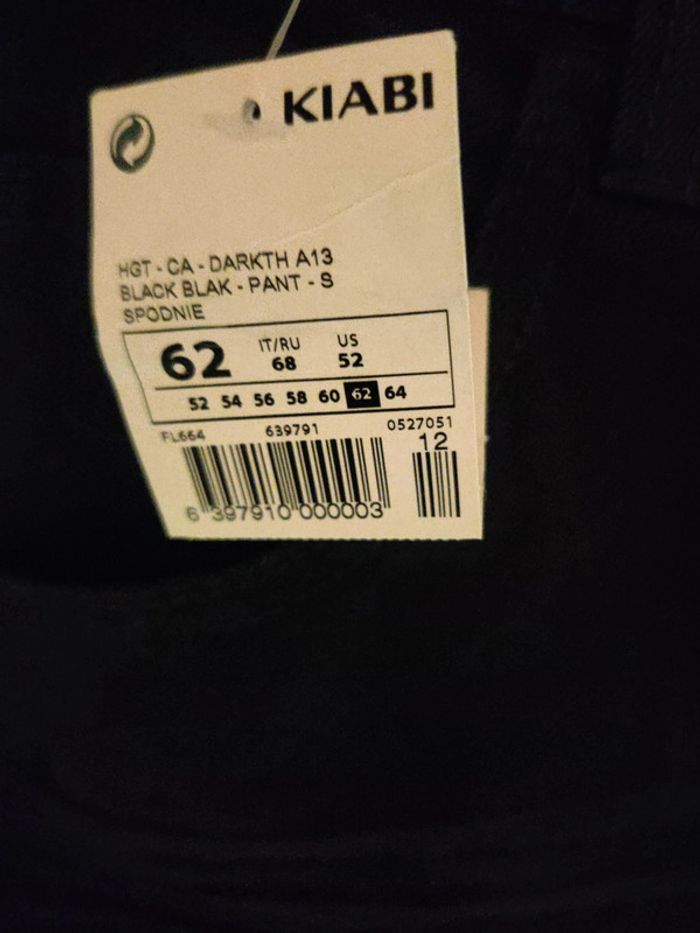 KIABI
HGT - CA - DARKTH A13
BLACK BLAK - PANT - S
SPODNIE
62 IT/RU 68 US 52
52 54 56 58 60 62 64
FL664 639791 0527051
12
6 397910 000003